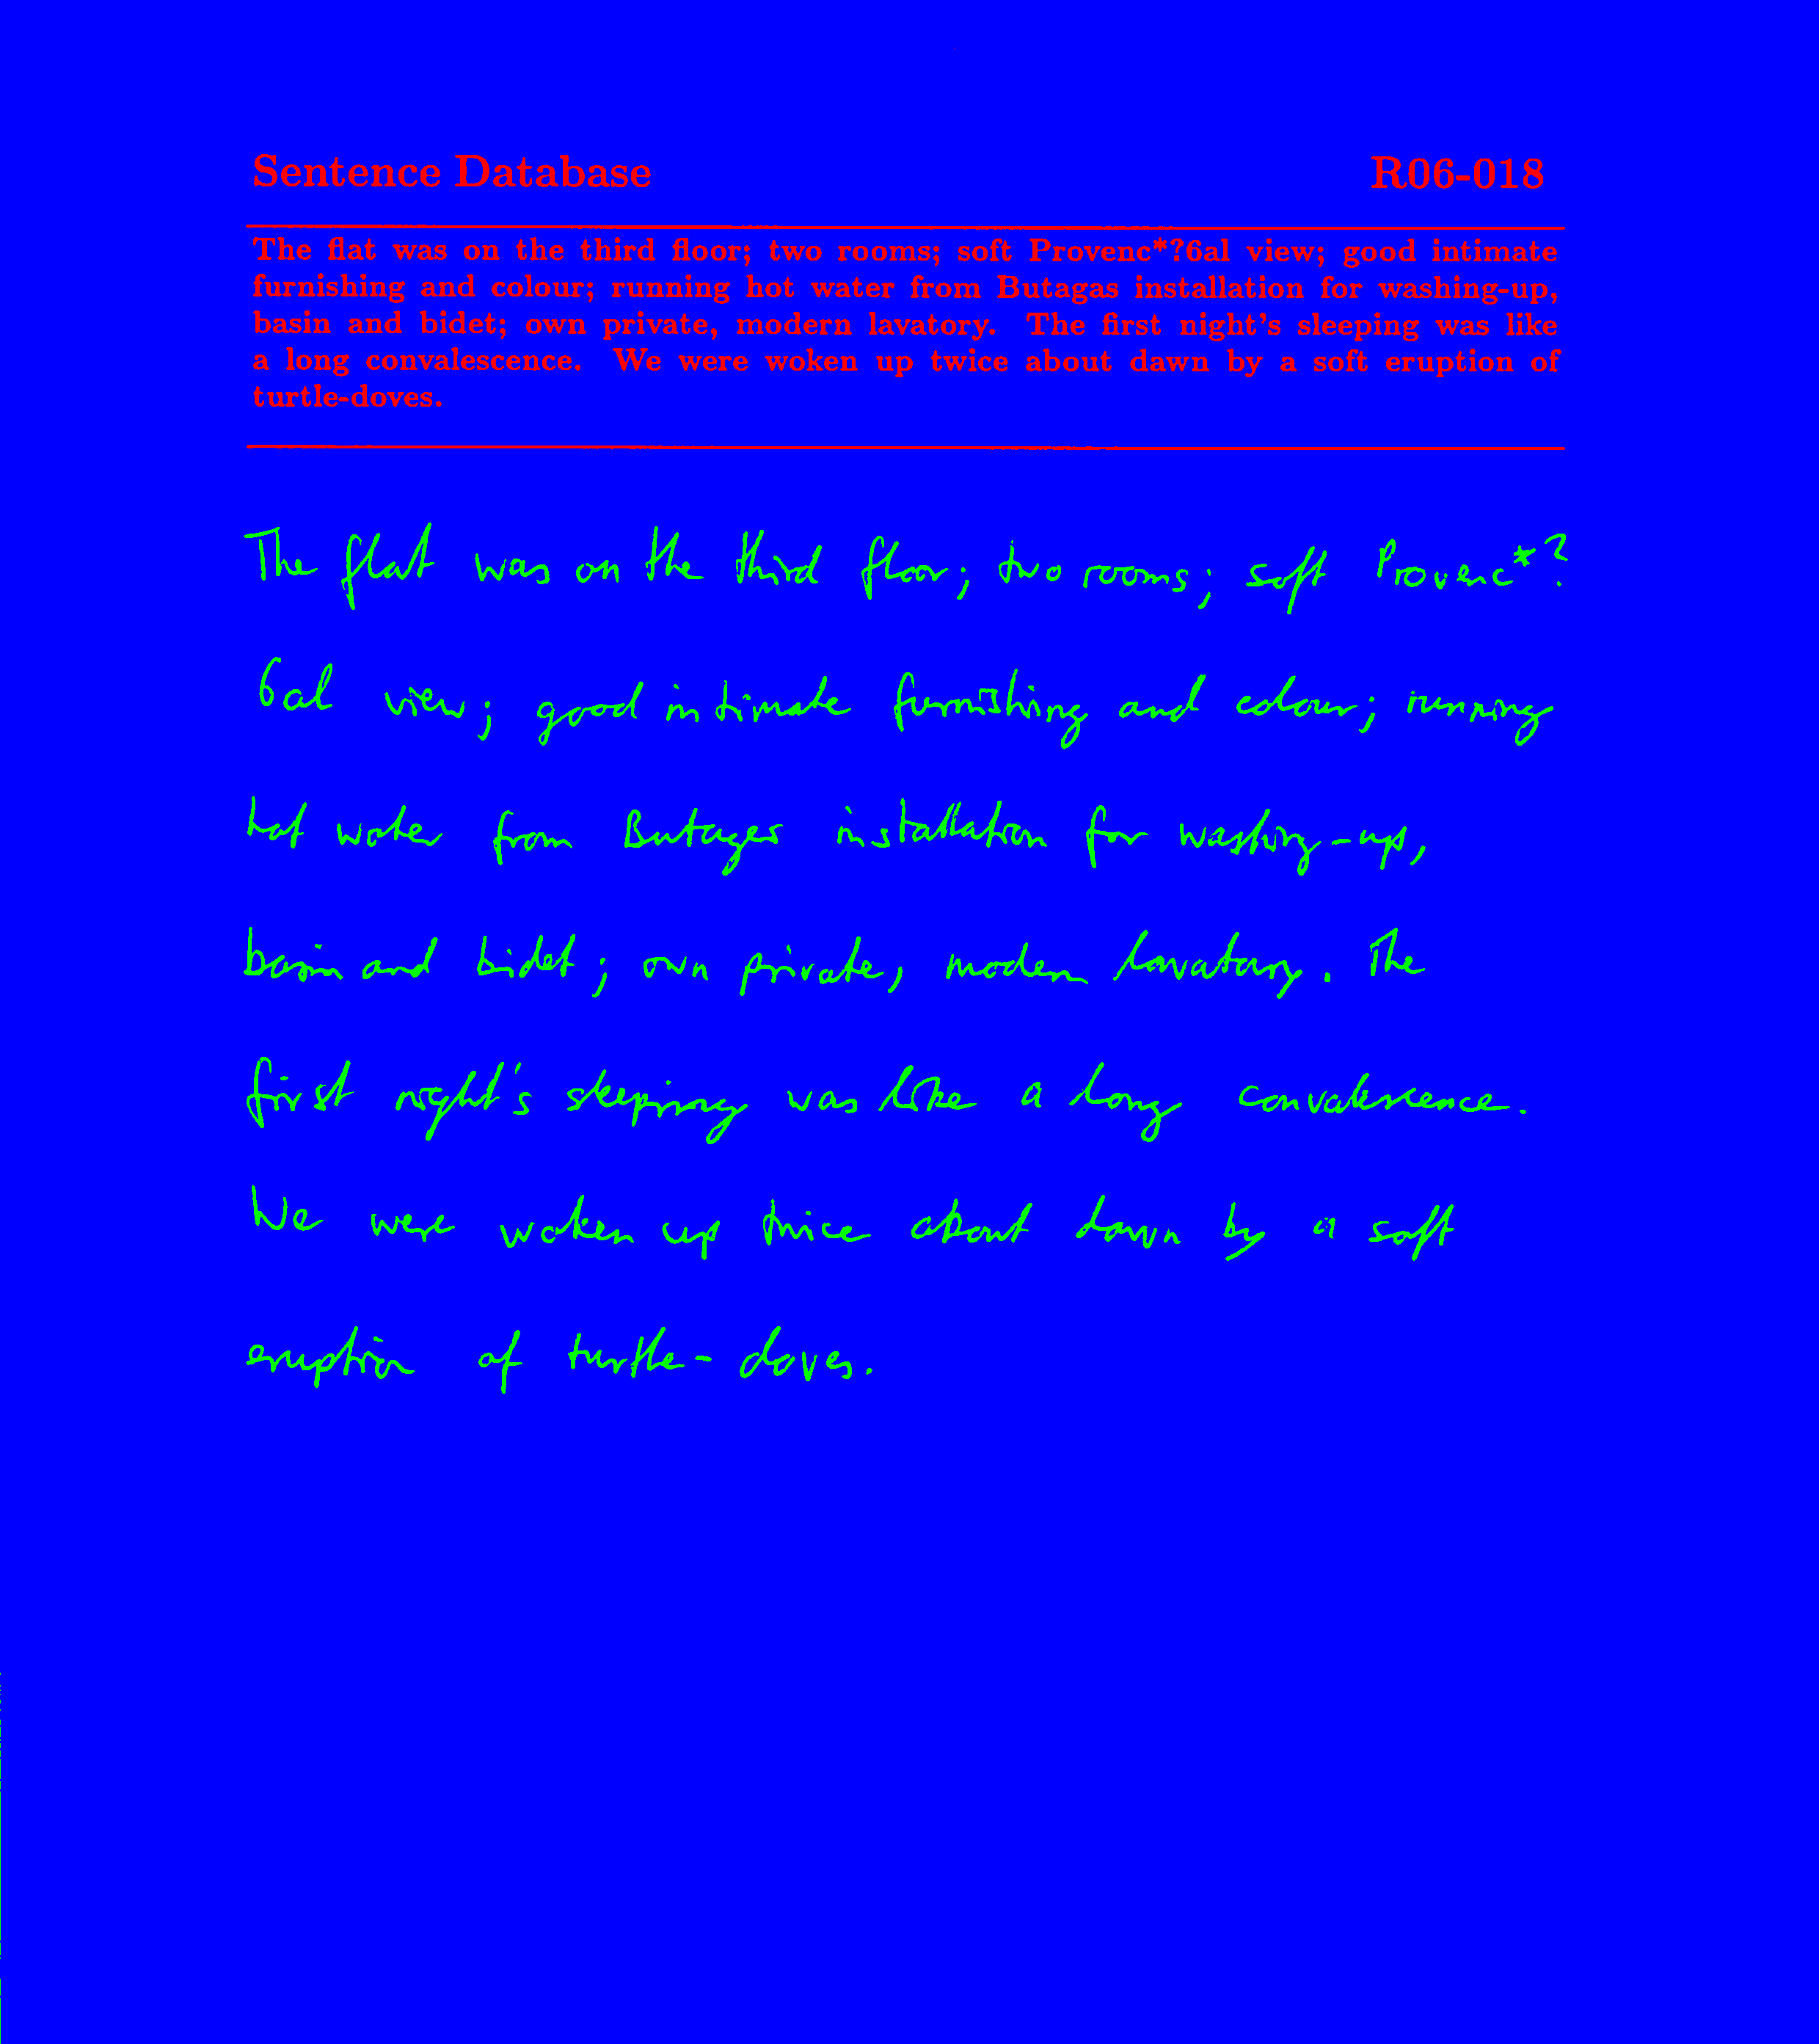 Sentence Database R06-018
The flat was on the third floor; two rooms; soft Provenc*?6al view; good intimate
furnishing and colour; running hot water from Butagas installation for washing-up,
basin and bidet; own private, modern lavatory. The first night's sleeping was like
a long convalescence. We were woken up twice about dawn by a soft eruption of
turtle-doves.
The flat was on the third floor; two rooms; soft Provenc*?
6al view; good intimate furnishing and colour; running
hot water from Butagas installation for washing-up,
basin and bidet; own private, modern lavatory. The
first night's sleeping was like a long convalescence.
We were woken up twice about dawn by a soft
eruption of turtle-doves.